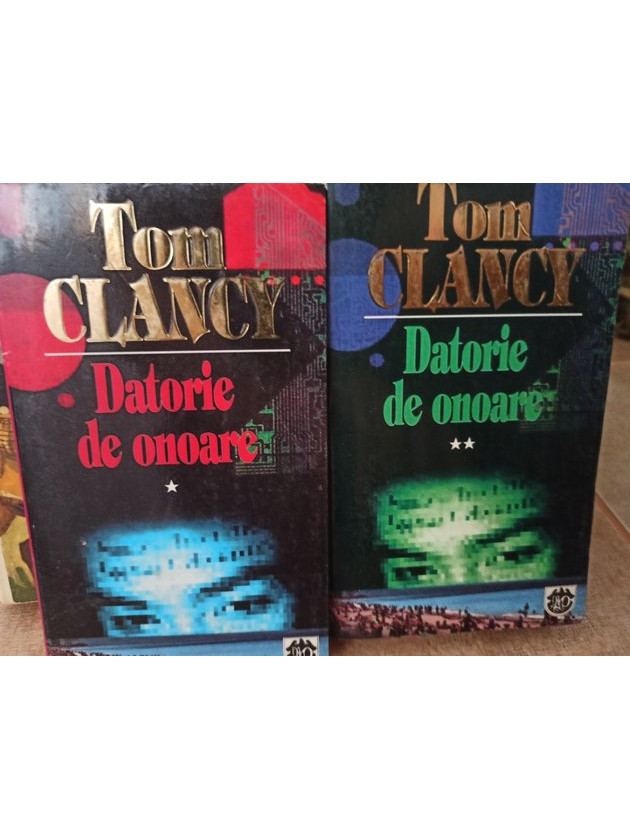 Tom
CLANCY
Datorie
de onoare
*
Tom
CLANCY
Datorie
de onoare
**